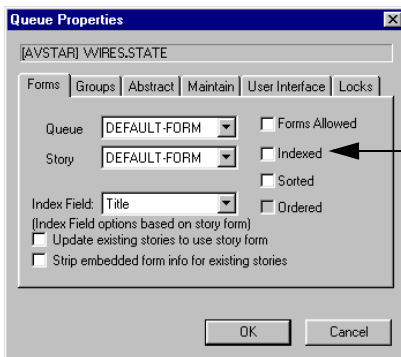 Queue Properties
[AVSTAR] WIRES.STATE
Forms Groups Abstract Maintain User Interface Locks
Queue DEFAULT-FORM Forms Allowed
Story DEFAULT-FORM Indexed
Sorted
Index Field: Title Ordered
(Index Field options based on story form)
Update existing stories to use story form
Strip embedded form info for existing stories
OK Cancel